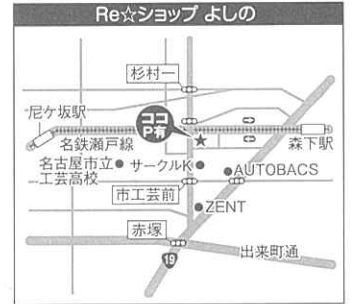 Re☆ショップ よしの
杉村一
尼ケ坂駅
ココ
P有
名鉄瀬戸線
森下駅
名古屋市立
工芸高校
サークルK
AUTOBACS
市工芸前
ZENT
赤塚
出来町通
19